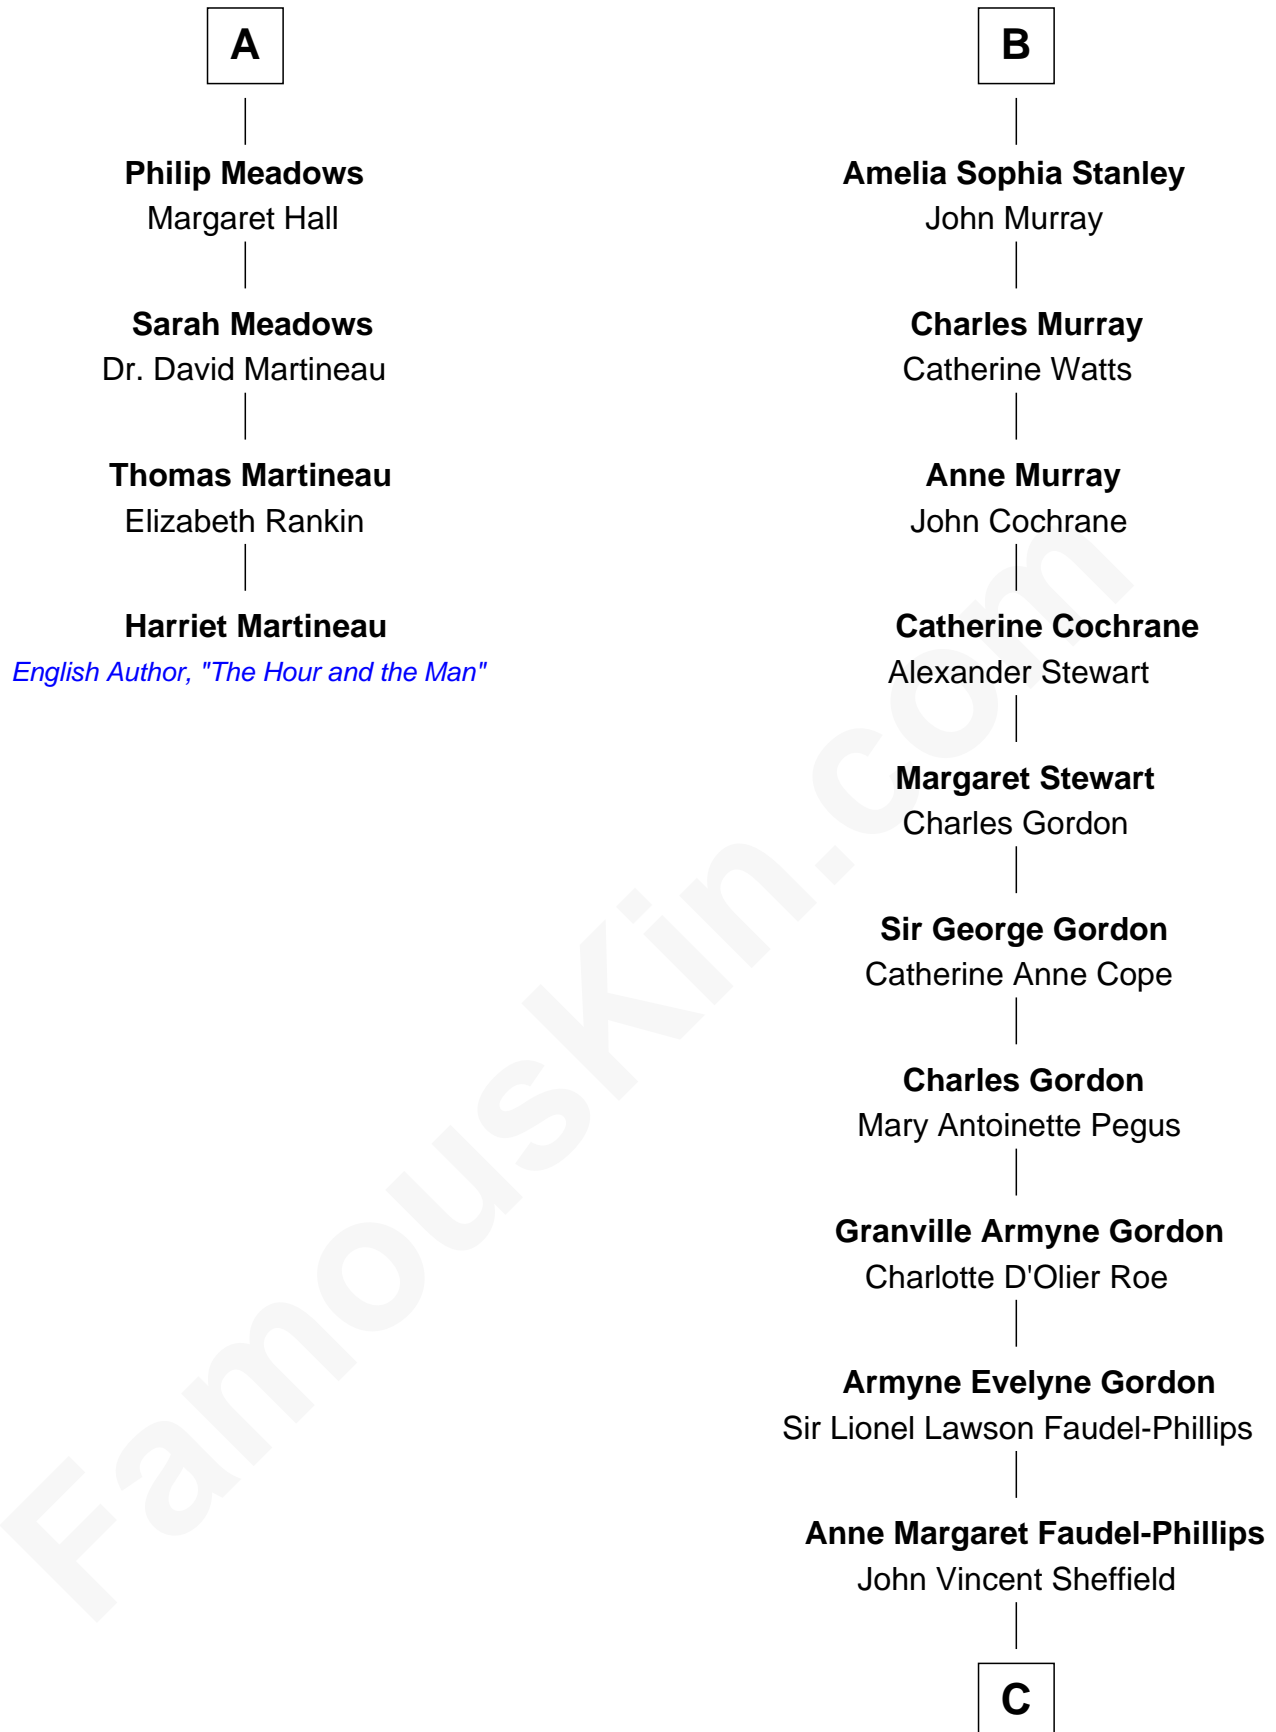 A
Philip Meadows
Margaret Hall
Sarah Meadows
Dr. David Martineau
Thomas Martineau
Elizabeth Rankin
Harriet Martineau
English Author, "The Hour and the Man"
B
Amelia Sophia Stanley
John Murray
Charles Murray
Catherine Watts
Anne Murray
John Cochrane
Catherine Cochrane
Alexander Stewart
Margaret Stewart
Charles Gordon
Sir George Gordon
Catherine Anne Cope
Charles Gordon
Mary Antoinette Pegus
Granville Armyne Gordon
Charlotte D'Olier Roe
Armyne Evelyne Gordon
Sir Lionel Lawson Faudel-Phillips
Anne Margaret Faudel-Phillips
John Vincent Sheffield
C
FamousKin.com